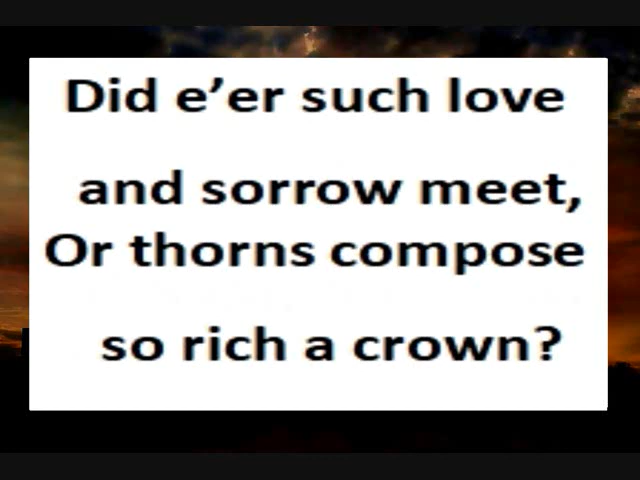 Did e’er such love
and sorrow meet,
Or thorns compose
so rich a crown?